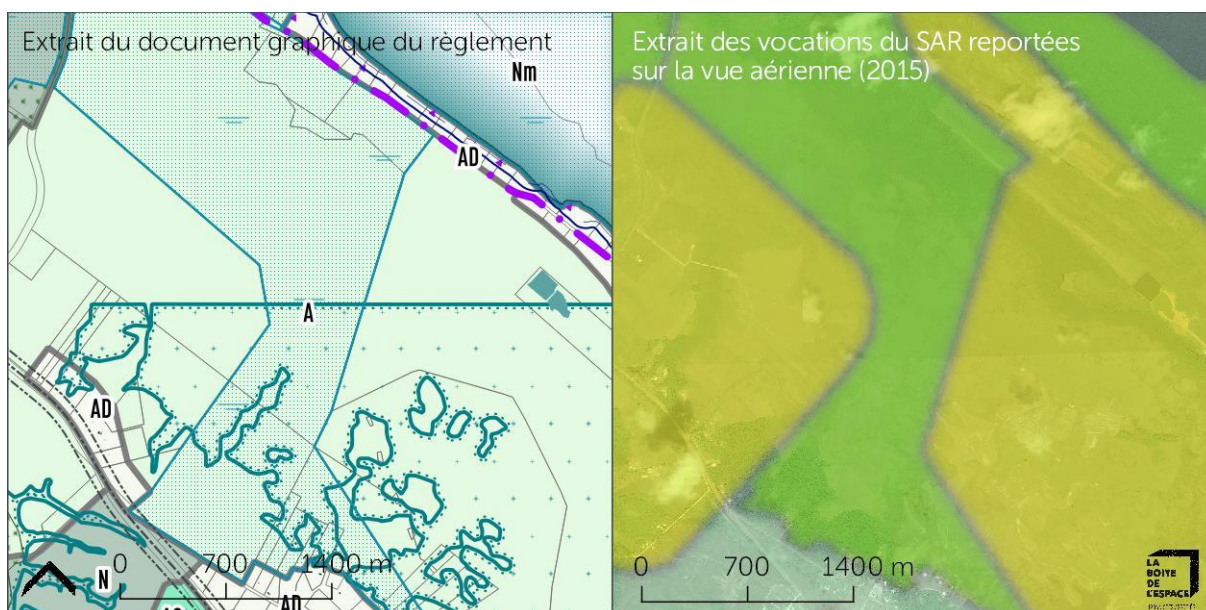 Extrait du document graphique du règlement
Nm
AD
A
AD
N
0 700 1400 m
AD
Extrait des vocations du SAR reportées
sur la vue aérienne (2015)
0 700 1400 m
LA
BOITE
DE
L'ESPACE